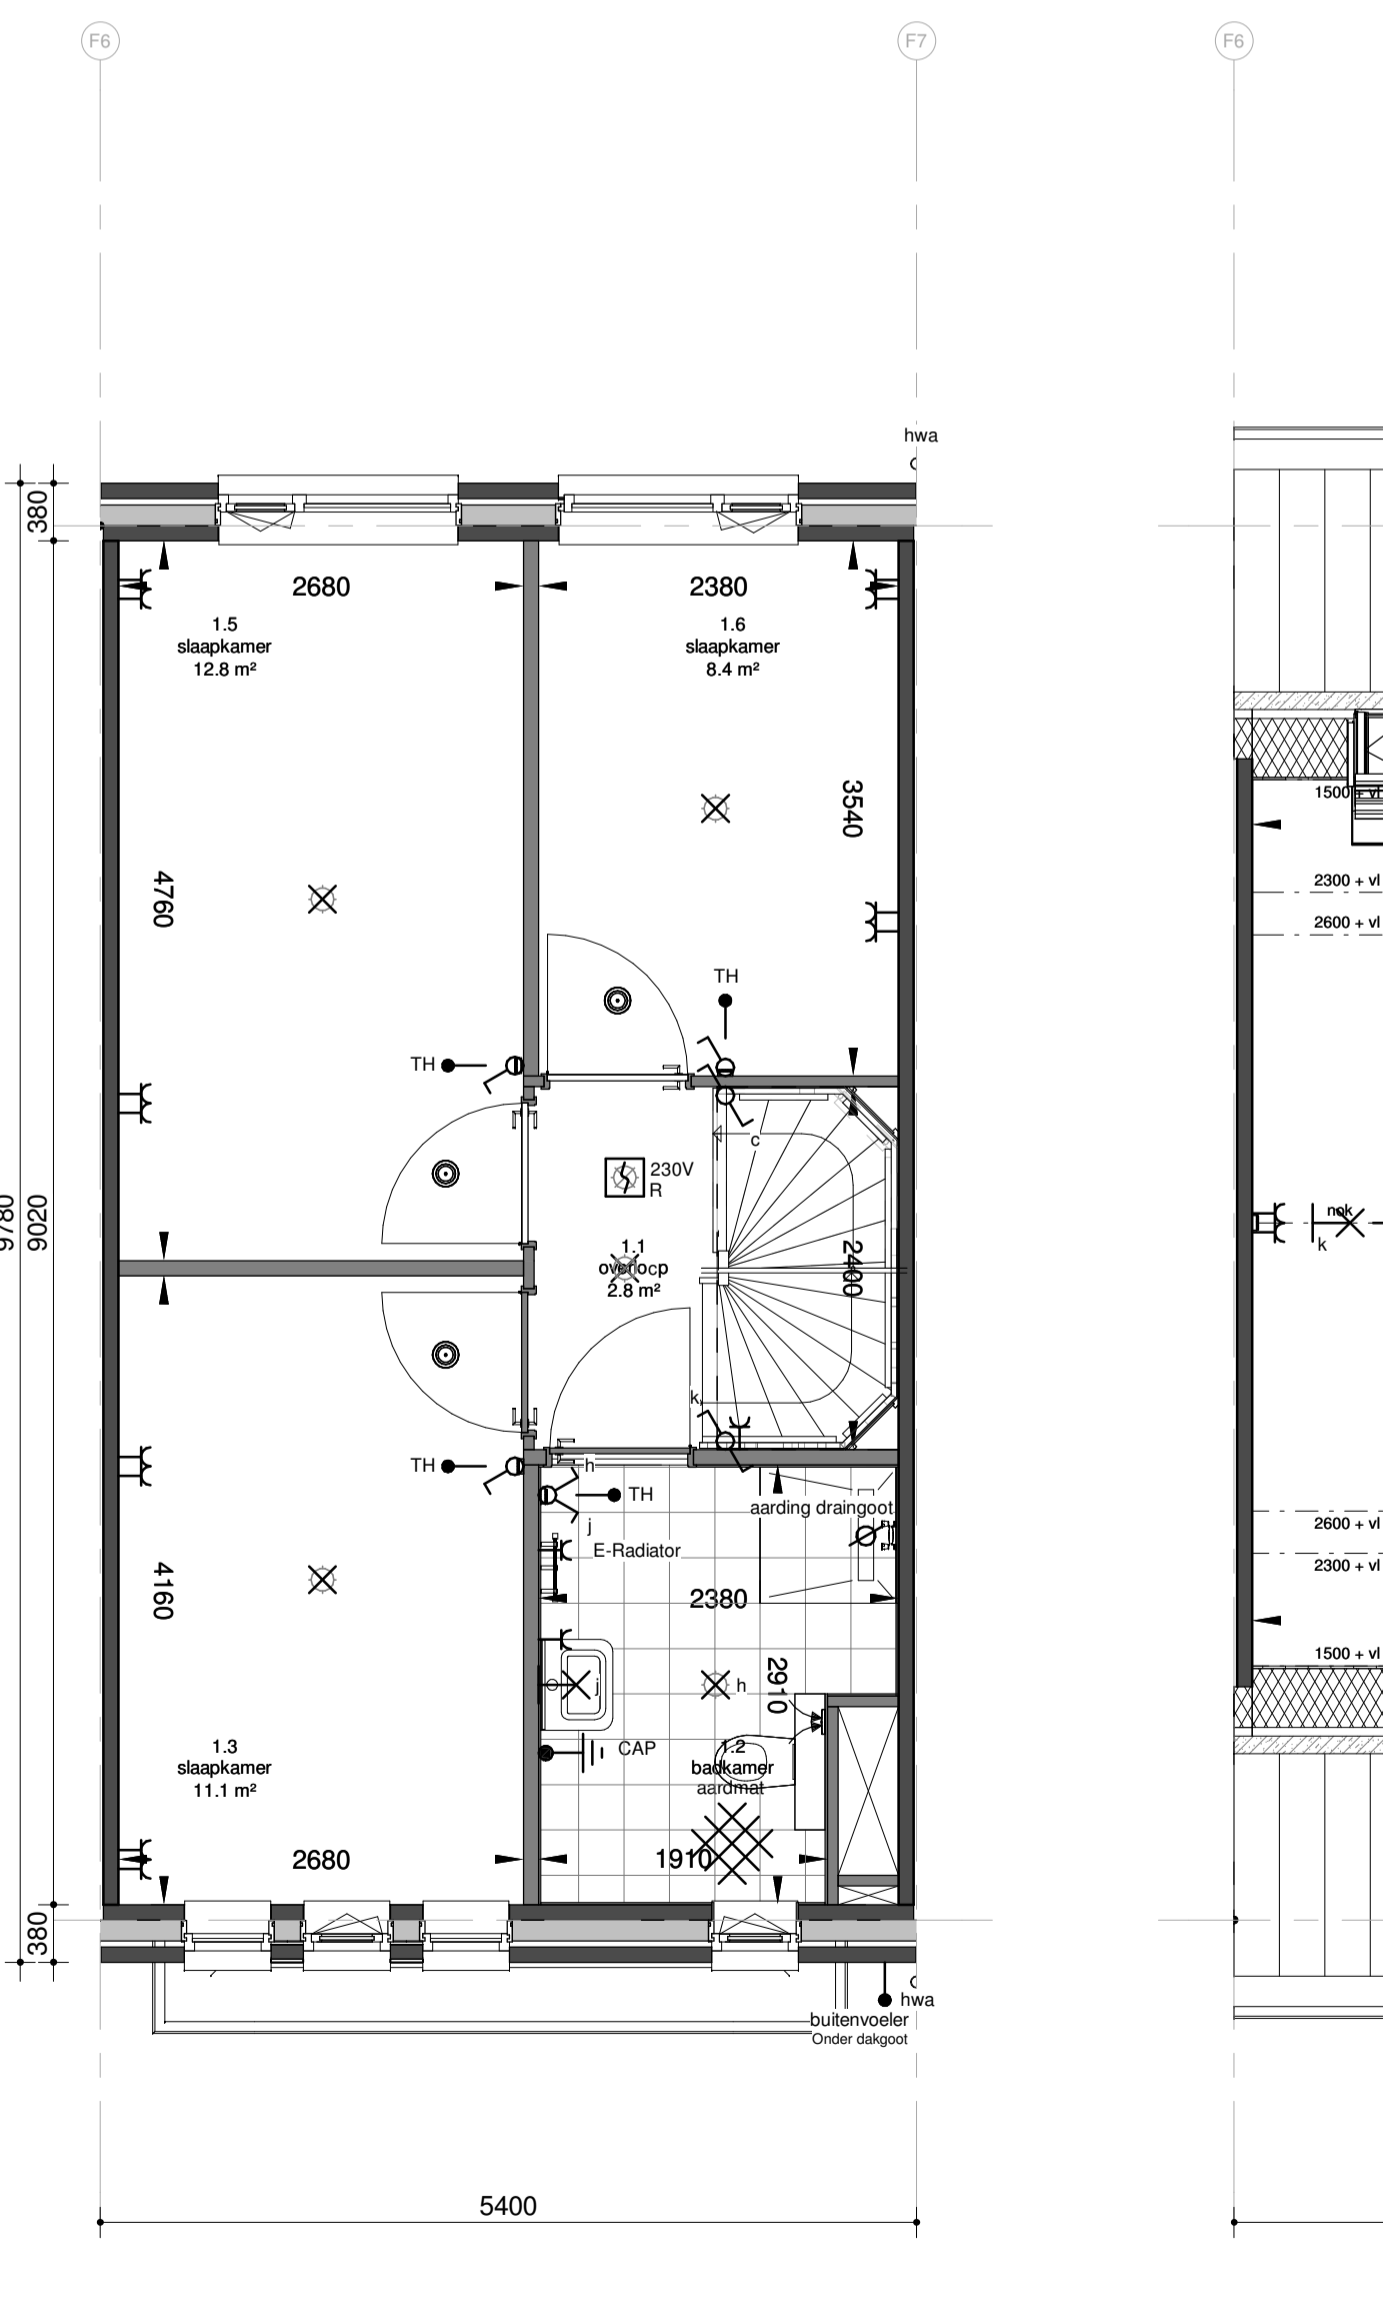 F6
F7
F6
hwa
380
2680
2380
1.5
slaapkamer
12.8 m²
1.6
slaapkamer
8.4 m²
3540
1500 + vl
2300 + vl
2600 + vl
4760
TH
TH
c
230V
R
9780
9020
1.1
overloop
2.8 m²
c
2400
nok
k
k
TH
h
TH
j
aarding draingoot
E-Radiator
2380
2600 + vl
2300 + vl
4160
1500 + vl
2910
j
h
CAP
1.3
slaapkamer
11.1 m²
1.2
badkamer
aardmat
2680
1910
380
hwa
buitenvoeler
Onder dakgoot
5400